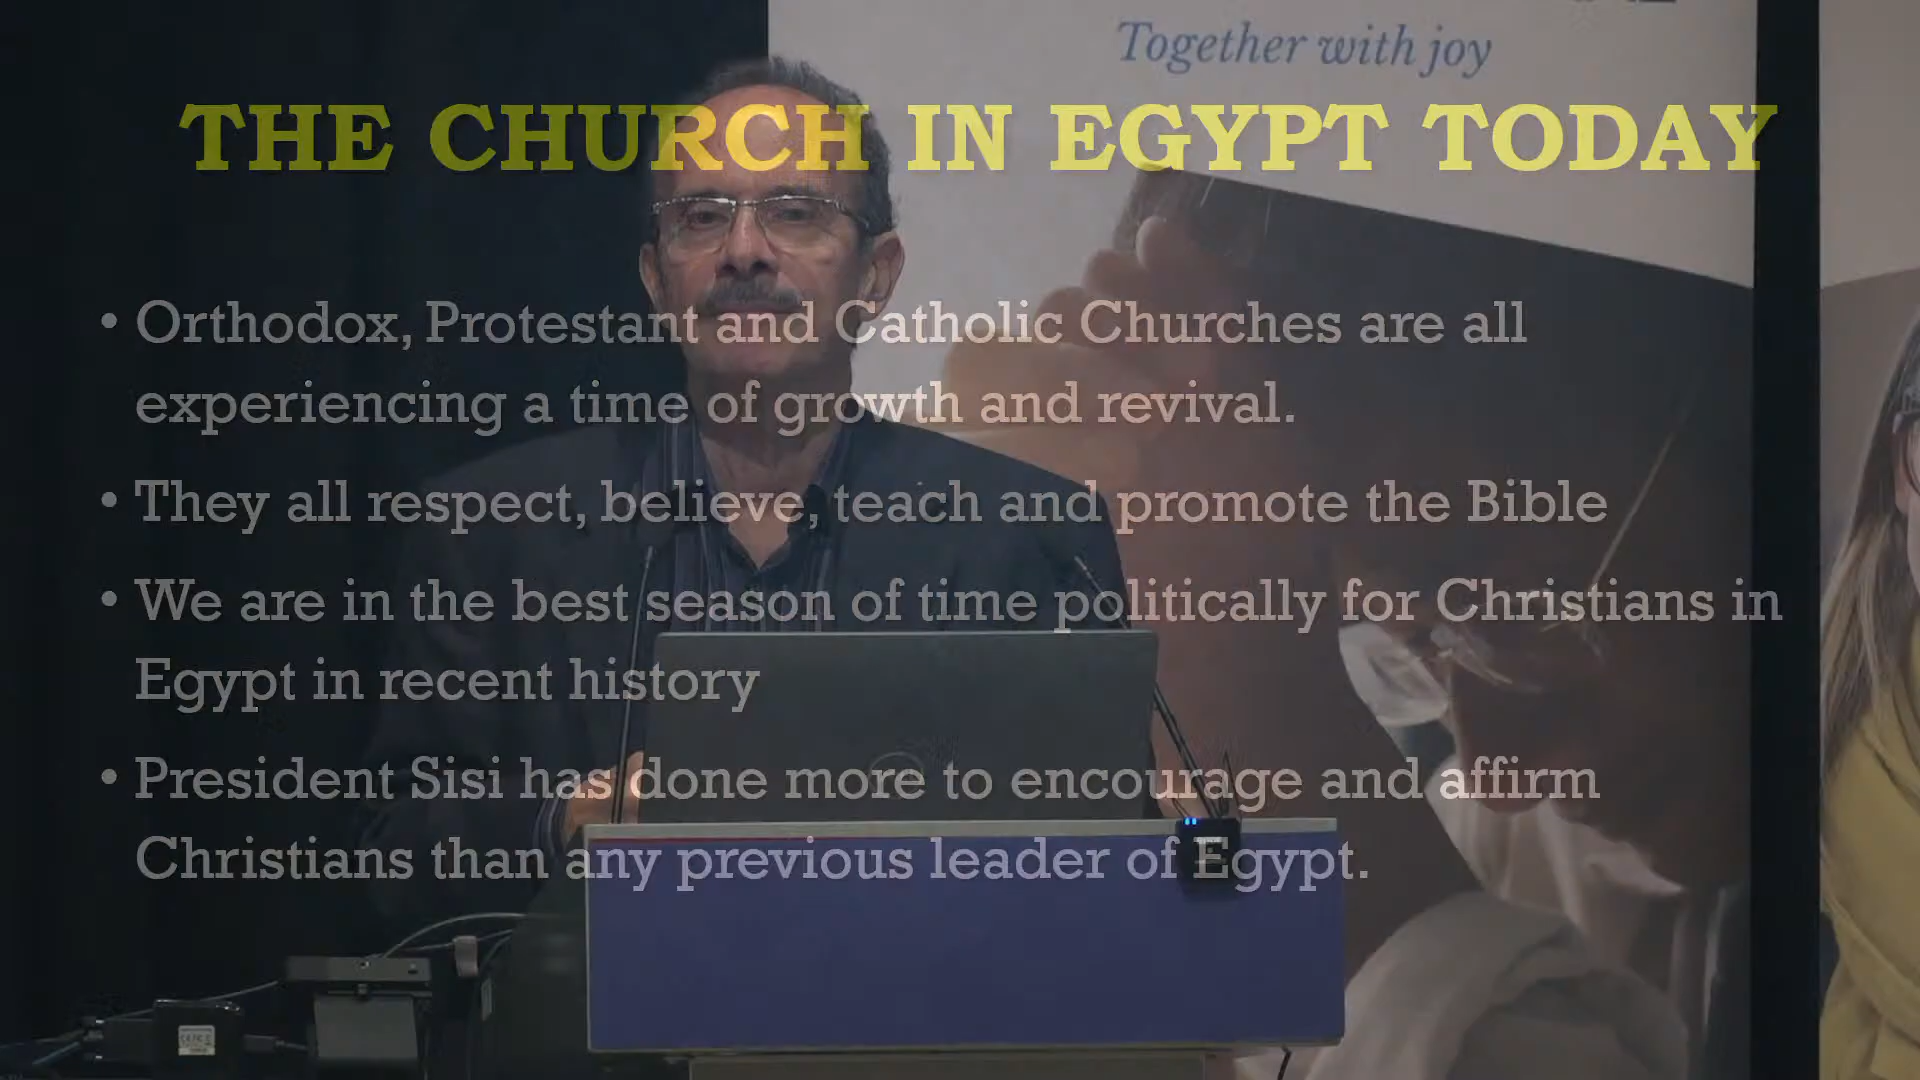 Together with joy
THE CHURCH IN EGYPT TODAY
• Orthodox, Protestant and Catholic Churches are all
experiencing a time of growth and revival.
• They all respect, believe, teach and promote the Bible
• We are in the best season of time politically for Christians in
Egypt in recent history
• President Sisi has done more to encourage and affirm
Christians than any previous leader of Egypt.